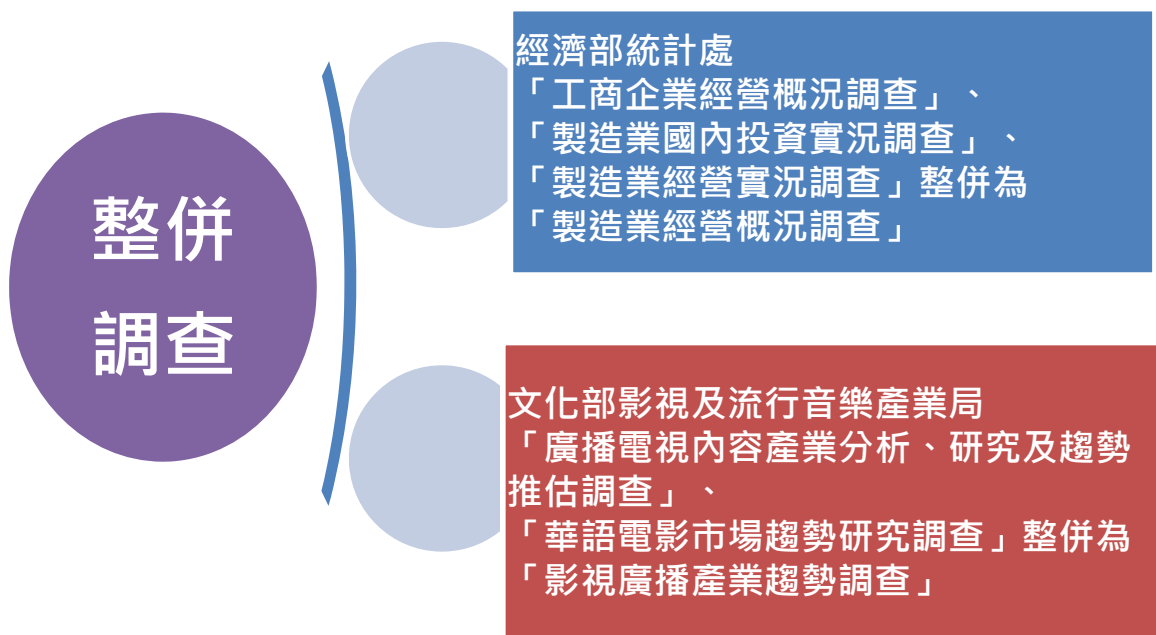 整併
調查
經濟部統計處
「工商企業經營概況調查」、
「製造業國內投資實況調查」、
「製造業經營實況調查」整併為
「製造業經營概況調查」
文化部影視及流行音樂產業局
「廣播電視內容產業分析、研究及趨勢
推估調查」、
「華語電影市場趨勢研究調查」整併為
「影視廣播產業趨勢調查」